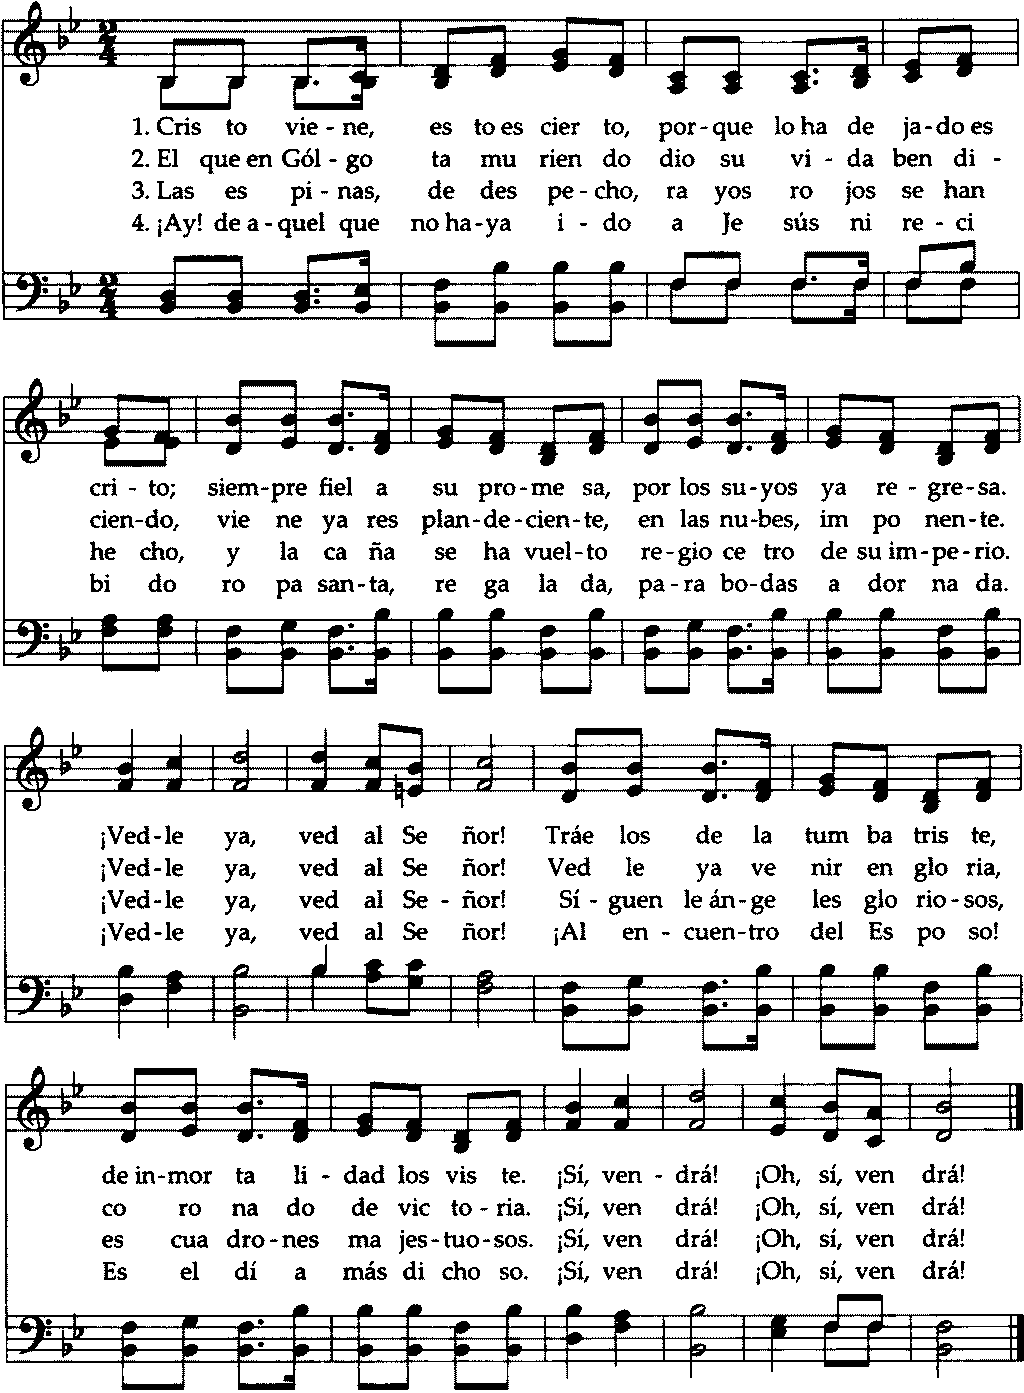 1. Cris to vie - ne, es to es cier to, por - que lo ha de ja - do es
2. El que en Gól - go ta mu rien do dio su vi - da ben di -
3. Las es pi - nas, de des pe - cho, ra yos ro jos se han
4. ¡Ay! de a - quel que no ha - ya i - do a Je sús ni re - ci
cri - to; siem - pre fiel a su pro - me sa, por los su - yos ya re - gre - sa.
cien - do, vie ne ya res plan - de - cien - te, en las nu - bes, im po nen - te.
he cho, y la ca ña se ha vuel - to re - gio ce tro de su im - pe - rio.
bi do ro pa san - ta, re ga la da, pa - ra bo - das a dor na da.
¡Ved - le ya, ved al Se ñor! Tráe los de la tum ba tris te,
¡Ved - le ya, ved al Se ñor! Ved le ya ve nir en glo ria,
¡Ved - le ya, ved al Se - ñor! Sí - guen le án - ge les glo rio - sos,
¡Ved - le ya, ved al Se ñor! ¡Al en - cuen - tro del Es po so!
de in - mor ta li - dad los vis te. ¡Sí, ven - drá! ¡Oh, sí, ven drá!
co ro na do de vic to - ria. ¡Sí, ven drá! ¡Oh, sí, ven drá!
es cua dro - nes ma jes - tuo - sos. ¡Sí, ven drá! ¡Oh, sí, ven drá!
Es el dí a más di cho so. ¡Sí, ven drá! ¡Oh, sí, ven drá!